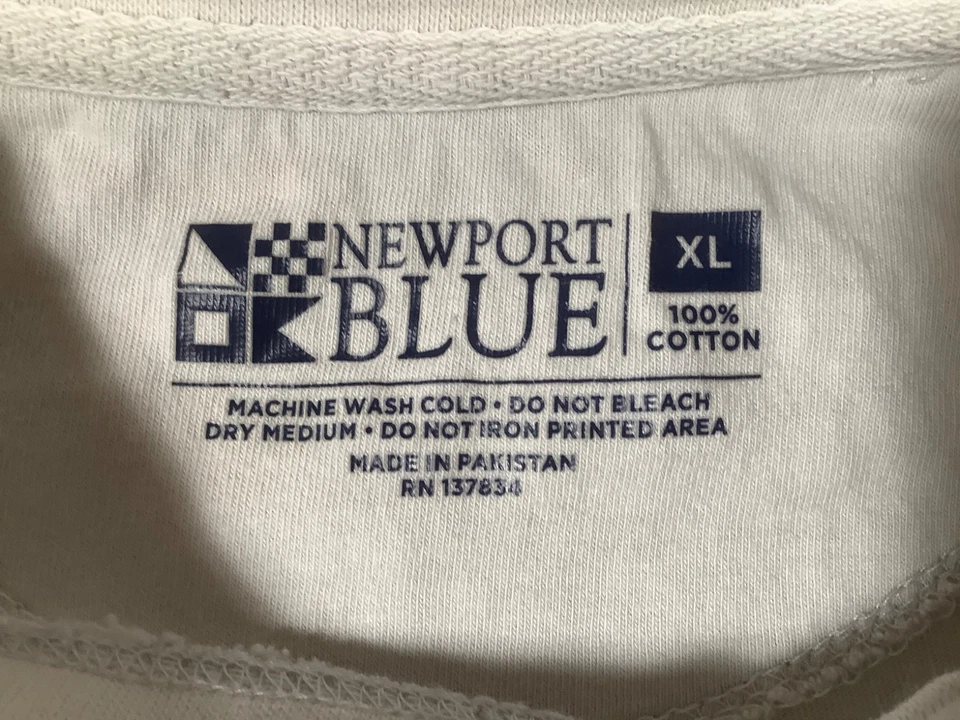 NEWPORT
BLUE
XL
100%
COTTON
MACHINE WASH COLD • DO NOT BLEACH
DRY MEDIUM • DO NOT IRON PRINTED AREA
MADE IN PAKISTAN
RN 137834